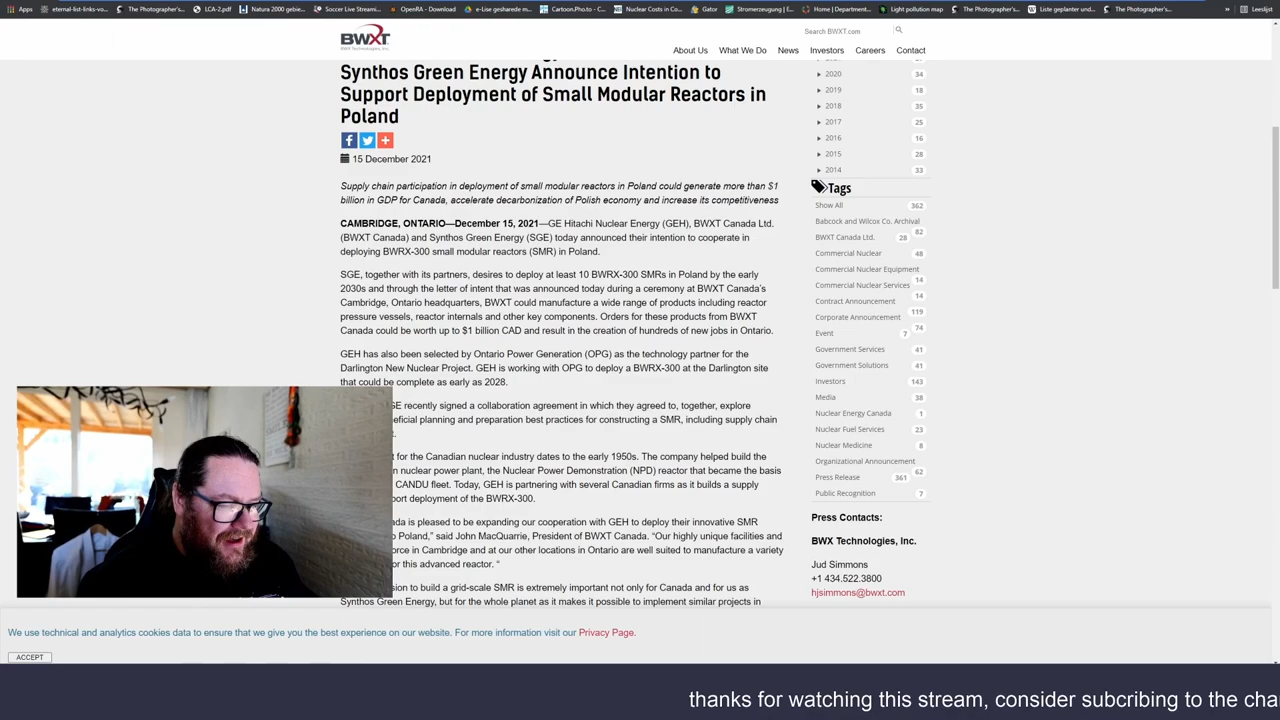 Apps eternal-list-links-vo... The Photographer's... LCA-2.pdf Natura 2000 gebie... Soccer Live Streami... OpenRA - Download e-Lise gesharede m... Cartoon.Pho.to - C... Nuclear Costs in Co... Gator Stromerzeugung (I... Home | Department... Light pollution map The Photographer's... Liste geplanter und... The Photographer's... » Leeslijst
BWXT
BWX Technologies, Inc.
Search BWXT.com
About Us What We Do News Investors Careers Contact
Synthos Green Energy Announce Intention to
Support Deployment of Small Modular Reactors in
Poland
15 December 2021
Supply chain participation in deployment of small modular reactors in Poland could generate more than $1
billion in GDP for Canada, accelerate decarbonization of Polish economy and increase its competitiveness
CAMBRIDGE, ONTARIO—December 15, 2021—GE Hitachi Nuclear Energy (GEH), BWXT Canada Ltd.
(BWXT Canada) and Synthos Green Energy (SGE) today announced their intention to cooperate in
deploying BWRX-300 small modular reactors (SMR) in Poland.
SGE, together with its partners, desires to deploy at least 10 BWRX-300 SMRs in Poland by the early
2030s and through the letter of intent that was announced today during a ceremony at BWXT Canada's
Cambridge, Ontario headquarters, BWXT could manufacture a wide range of products including reactor
pressure vessels, reactor internals and other key components. Orders for these products from BWXT
Canada could be worth up to $1 billion CAD and result in the creation of hundreds of new jobs in Ontario.
GEH has also been selected by Ontario Power Generation (OPG) as the technology partner for the
Darlington New Nuclear Project. GEH is working with OPG to deploy a BWRX-300 at the Darlington site
that could be complete as early as 2028.
GE recently signed a collaboration agreement in which they agreed to, together, explore
eficial planning and preparation best practices for constructing a SMR, including supply chain
t.
t for the Canadian nuclear industry dates to the early 1950s. The company helped build the
n nuclear power plant, the Nuclear Power Demonstration (NPD) reactor that became the basis
CANDU fleet. Today, GEH is partnering with several Canadian firms as it builds a supply
port deployment of the BWRX-300.
ada is pleased to be expanding our cooperation with GEH to deploy their innovative SMR
o Poland,” said John MacQuarrie, President of BWXT Canada. “Our highly unique facilities and
orce in Cambridge and at our other locations in Ontario are well suited to manufacture a variety
or this advanced reactor. “
sion to build a grid-scale SMR is extremely important not only for Canada and for us as
Synthos Green Energy, but for the whole planet as it makes it possible to implement similar projects in
2020 34
2019 18
2018 35
2017 25
2016 16
2015 28
2014 33
Tags
Show All 362
Babcock and Wilcox Co. Archival 82
BWXT Canada Ltd. 28
Commercial Nuclear 48
Commercial Nuclear Equipment 14
Commercial Nuclear Services 14
Contract Announcement 119
Corporate Announcement 74
Event 7
Government Services 41
Government Solutions 41
Investors 143
Media 38
Nuclear Energy Canada 1
Nuclear Fuel Services 23
Nuclear Medicine 8
Organizational Announcement 62
Press Release 361
Public Recognition 7
Press Contacts:
BWX Technologies, Inc.
Jud Simmons
+1 434.522.3800
hjsimmons@bwxt.com
We use technical and analytics cookies data to ensure that we give you the best experience on our website. For more information visit our Privacy Page.
ACCEPT
thanks for watching this stream, consider subcribing to the cha